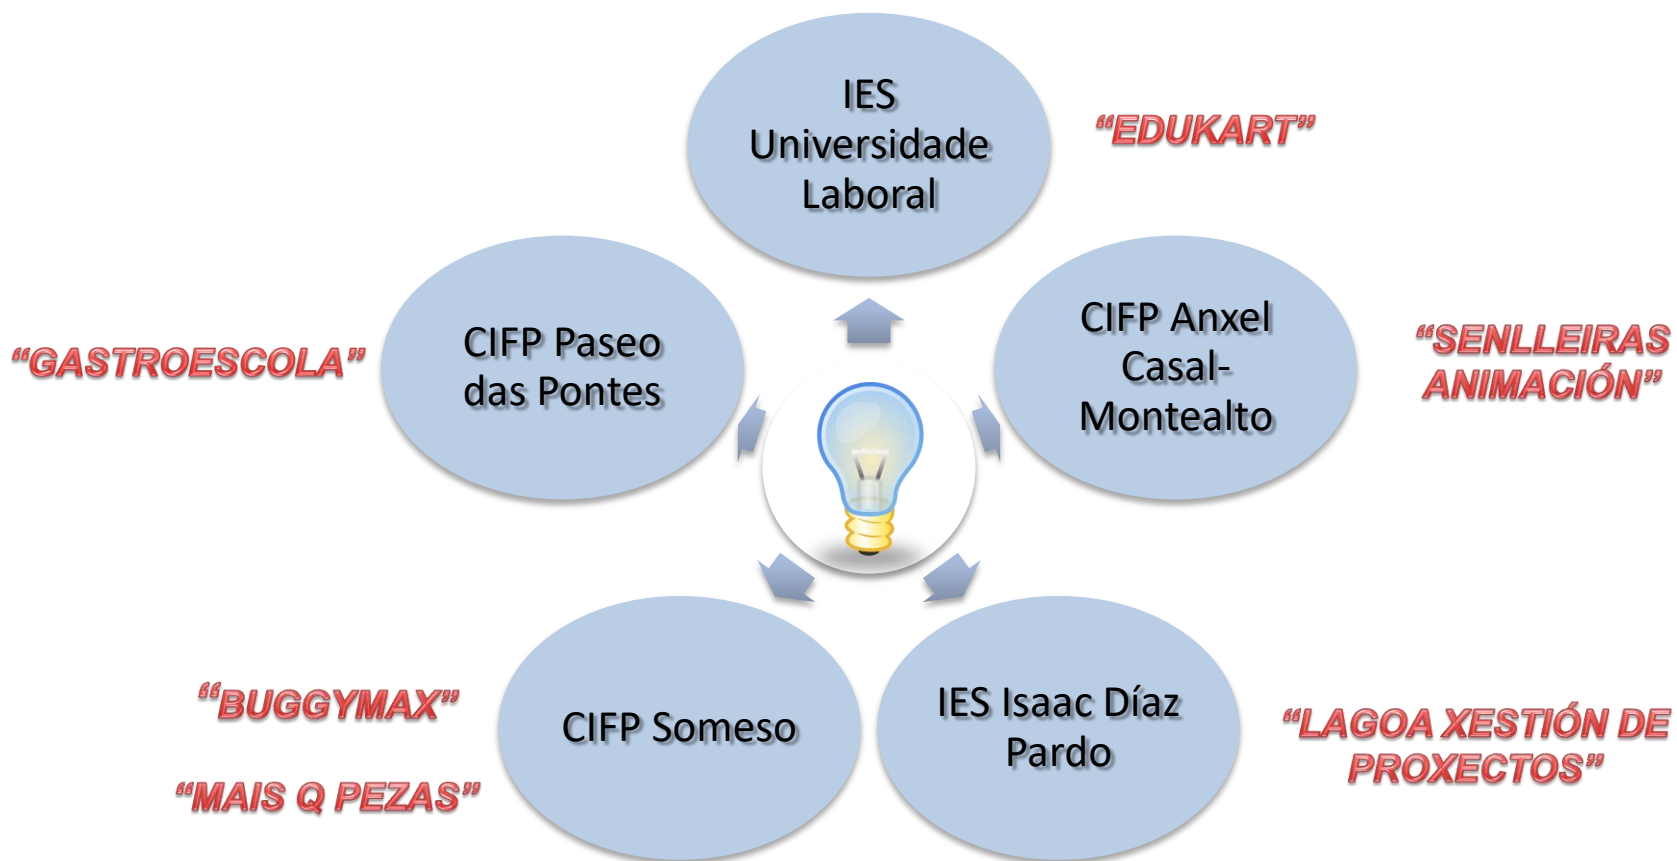 IES
Universidade
Laboral
“EDUKART”
“GASTROESCOLA”
CIFP Paseo
das Pontes
CIFP Anxel
Casal-
Montealto
“SENLLEIRAS
ANIMACIÓN”
“BUGGYMAX”
“MAIS Q PEZAS”
CIFP Someso
IES Isaac Díaz
Pardo
“LAGOA XESTIÓN DE
PROXECTOS”